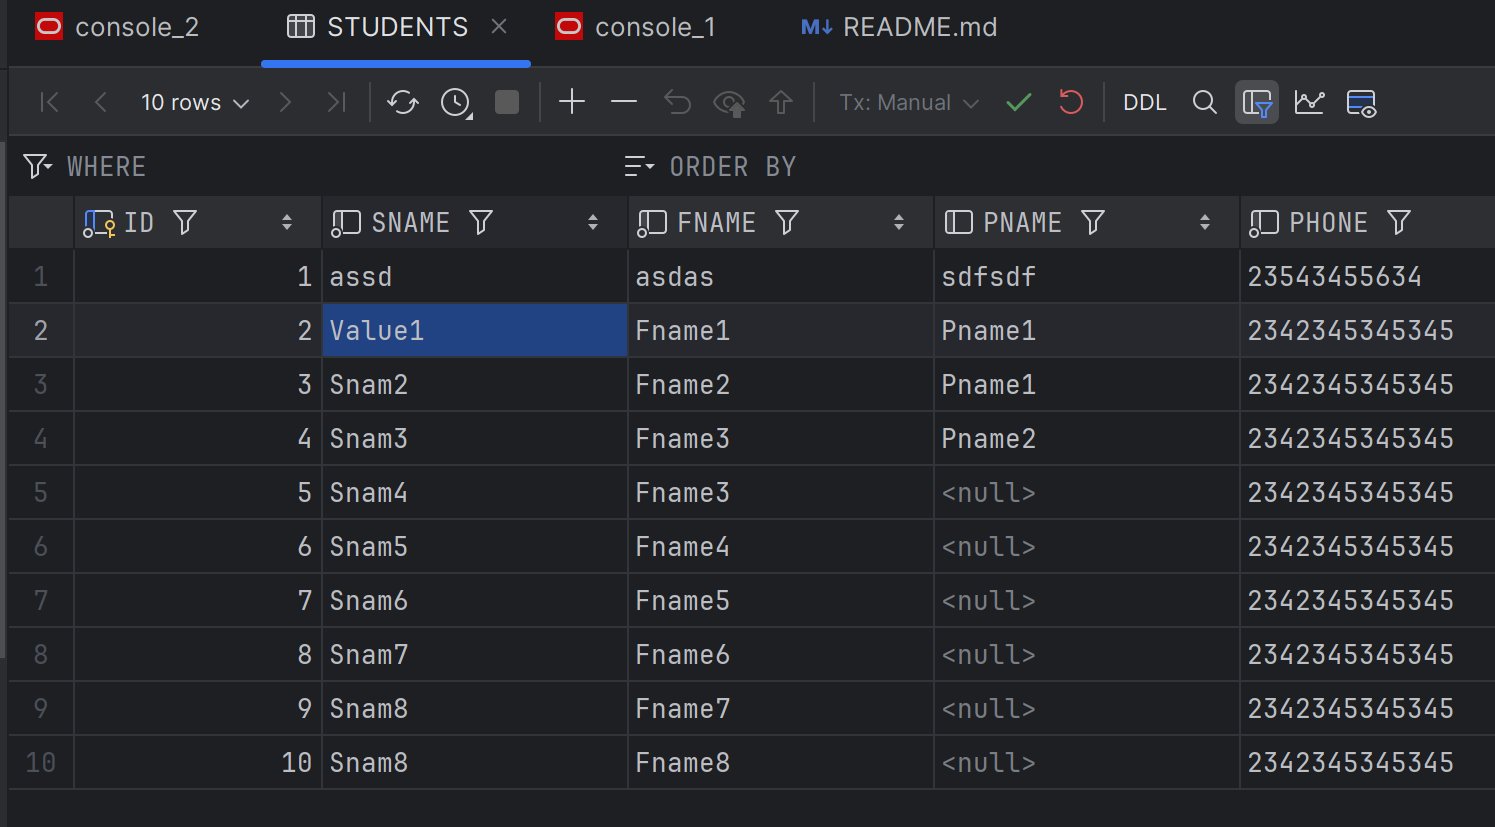 console_2 STUDENTS console_1 M↓ README.md
10 rows Tx: Manual DDL
WHERE ORDER BY
ID SNAME FNAME PNAME PHONE
1 1 assd asdas sdfsdf 23543455634
2 2 Value1 Fname1 Pname1 2342345345345
3 3 Snam2 Fname2 Pname1 2342345345345
4 4 Snam3 Fname3 Pname2 2342345345345
5 5 Snam4 Fname3 <null> 2342345345345
6 6 Snam5 Fname4 <null> 2342345345345
7 7 Snam6 Fname5 <null> 2342345345345
8 8 Snam7 Fname6 <null> 2342345345345
9 9 Snam8 Fname7 <null> 2342345345345
10 10 Snam8 Fname8 <null> 2342345345345